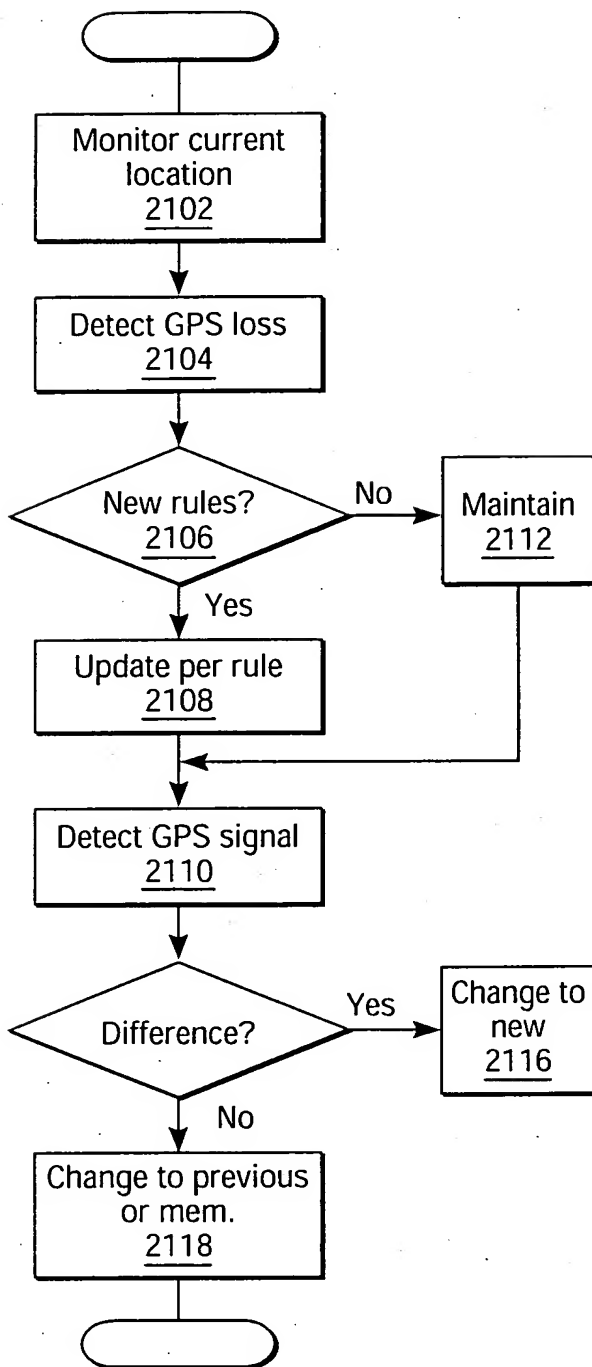 Monitor current
location
2102
Detect GPS loss
2104
New rules?
2106
No
Maintain
2112
Yes
Update per rule
2108
Detect GPS signal
2110
Difference?
Yes
Change to
new
2116
No
Change to previous
or mem.
2118